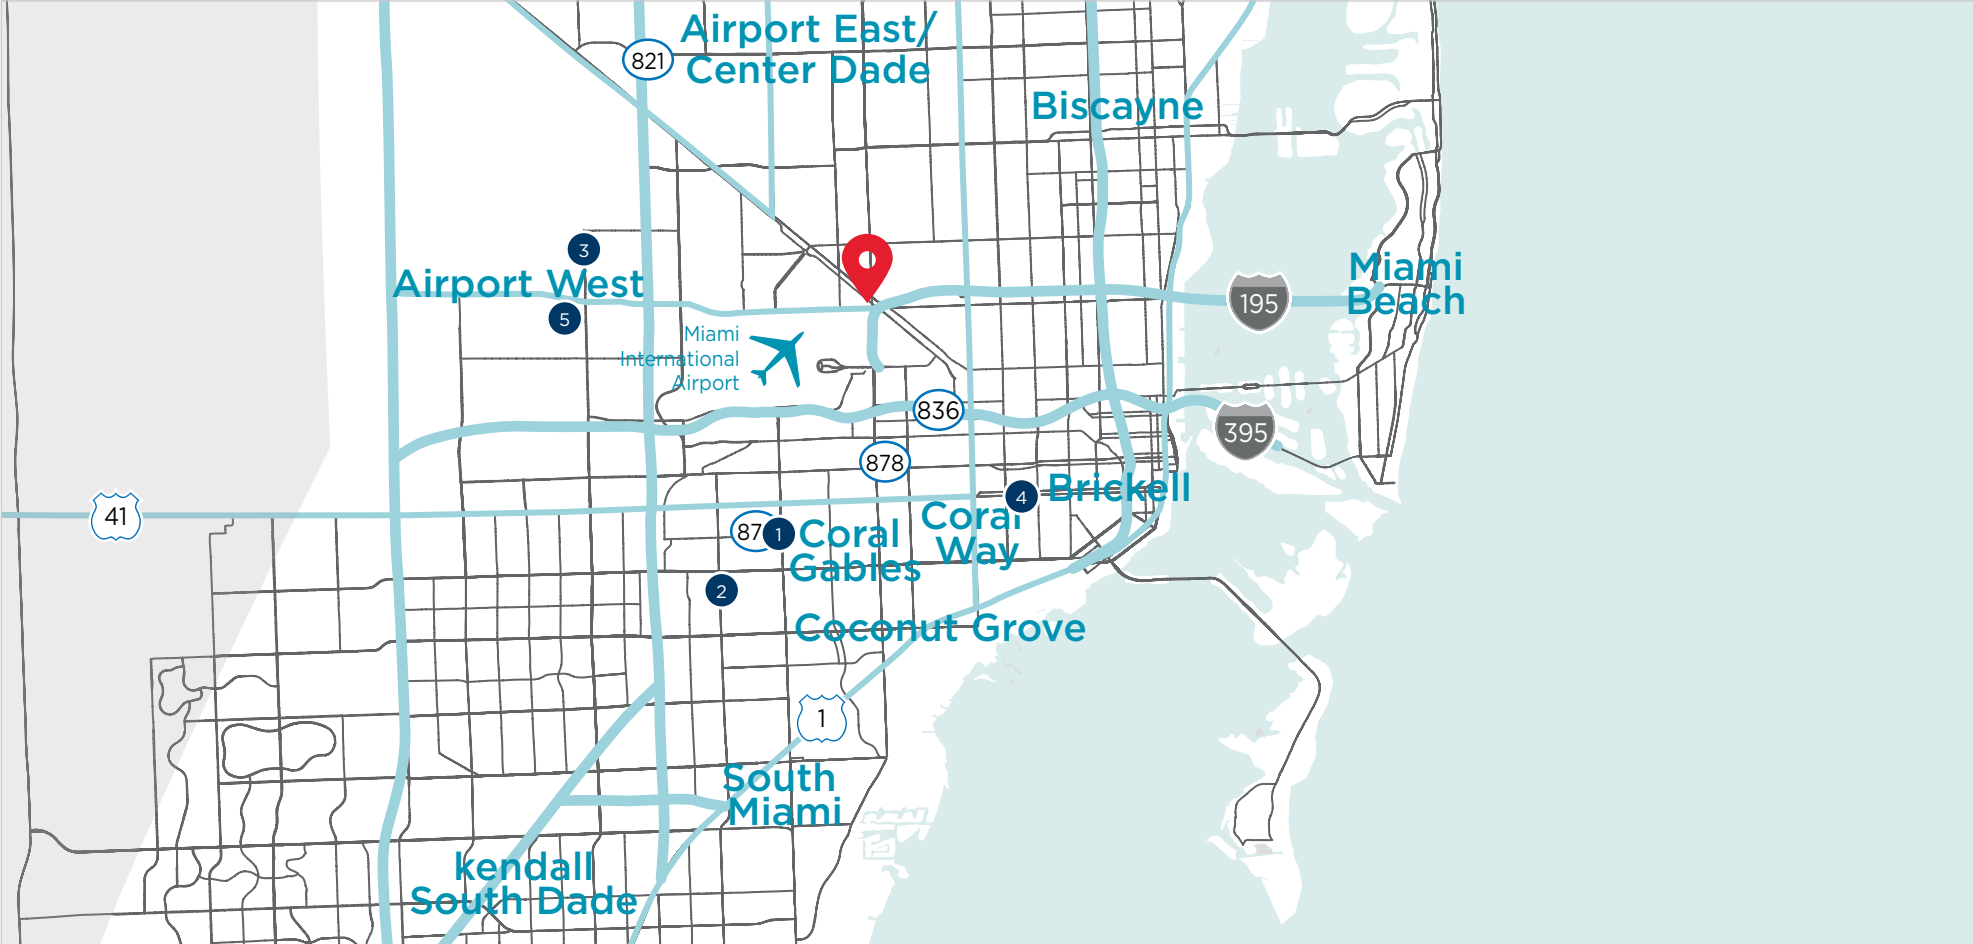 Airport East/
Center Dade
821
Biscayne
3
Airport West
5
Miami
Beach
195
Miami
International
Airport
836
395
878
41
4
Brickell
Coral
Way
87
1
Coral
Gables
2
Coconut Grove
1
South
Miami
kendall
South Dade